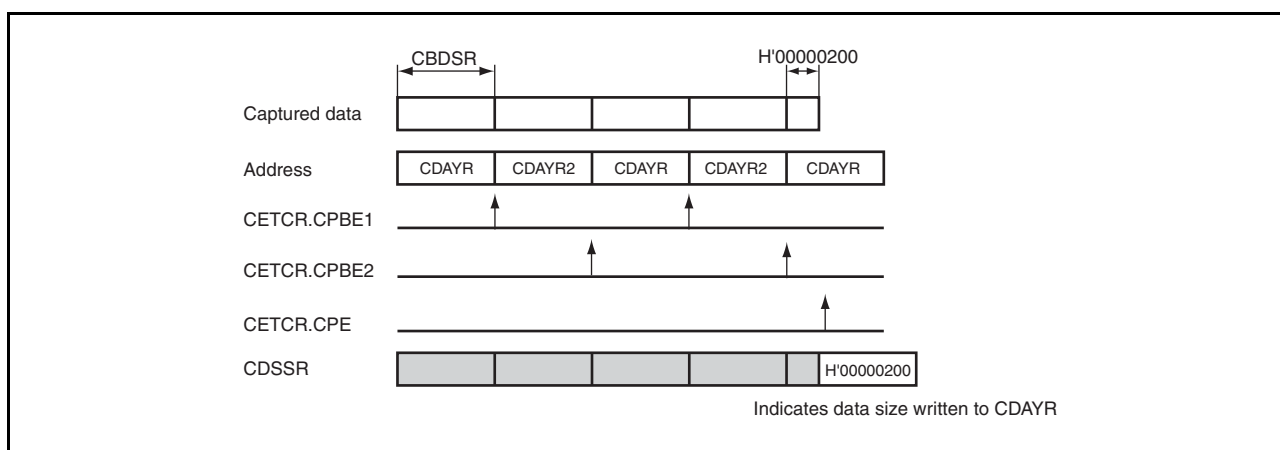 CBDSR H'00000200
Captured data
Address CDAYR CDAYR2 CDAYR CDAYR2 CDAYR
CETCR.CPBE1
CETCR.CPBE2
CETCR.CPE
CDSSR H'00000200
Indicates data size written to CDAYR